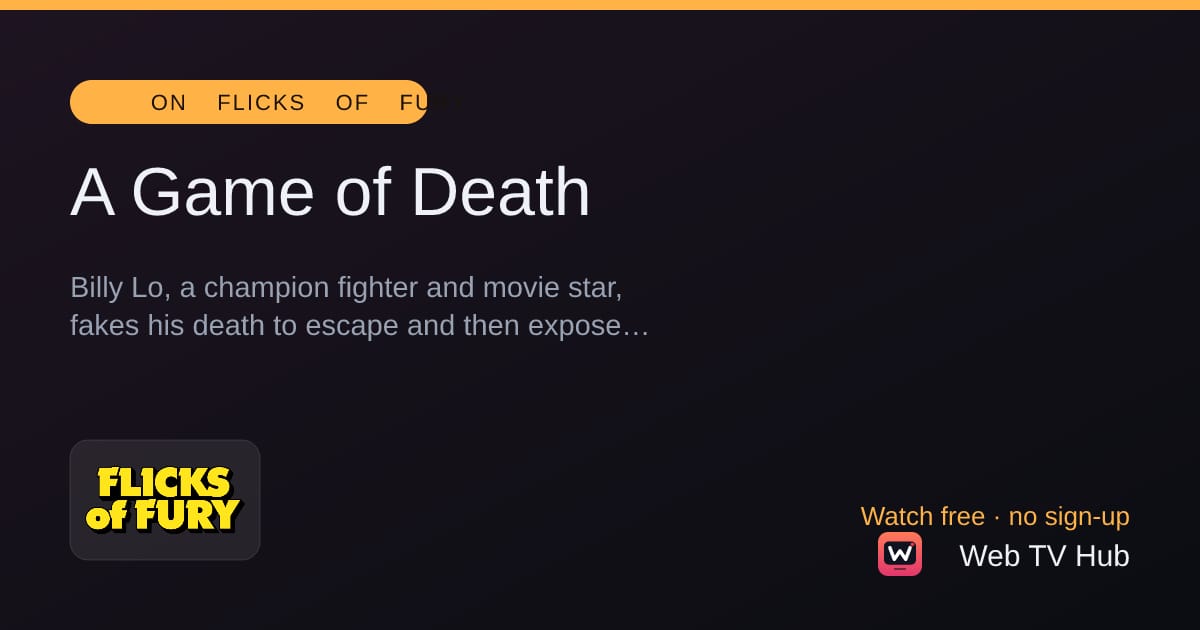 ON FLICKS OF FURY
A Game of Death
Billy Lo, a champion fighter and movie star,
fakes his death to escape and then expose…
FLICKS
of FURY
Watch free · no sign-up
W
Web TV Hub